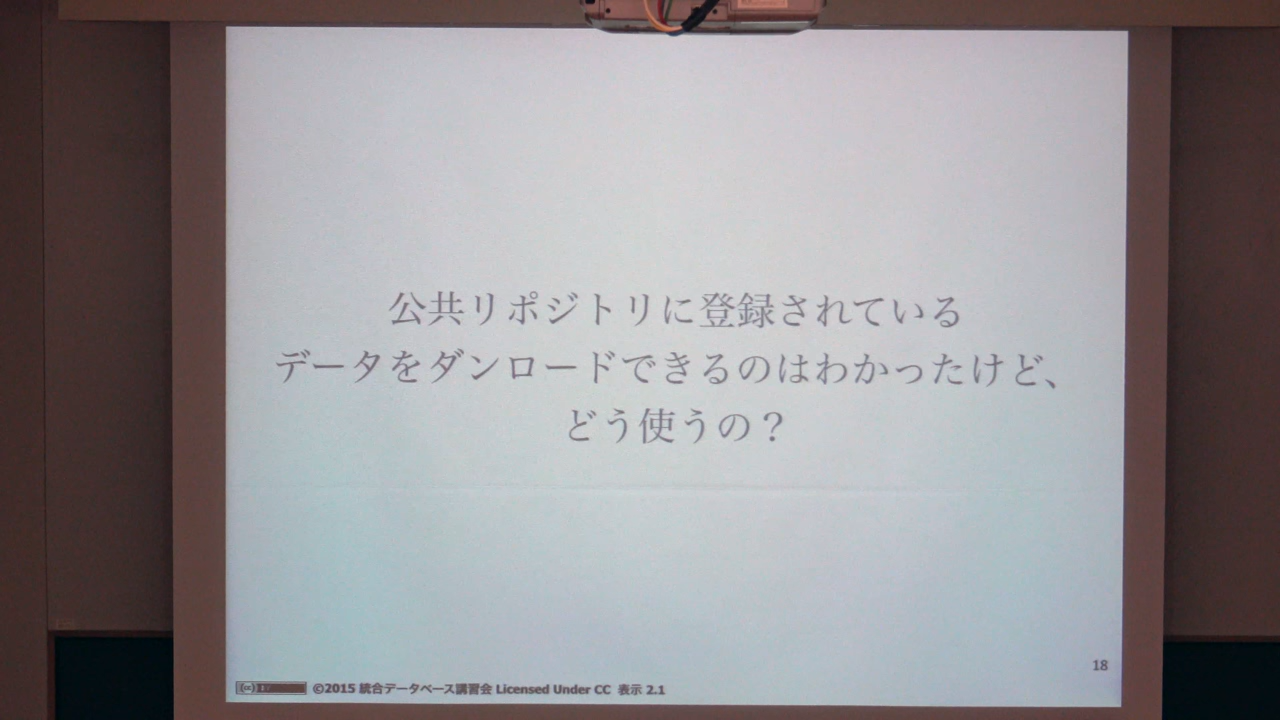 公共リポジトリに登録されている
データをダンロードできるのはわかったけど、
どう使うの？
18
©2015 統合データベース講習会 Licensed Under CC 表示 2.1